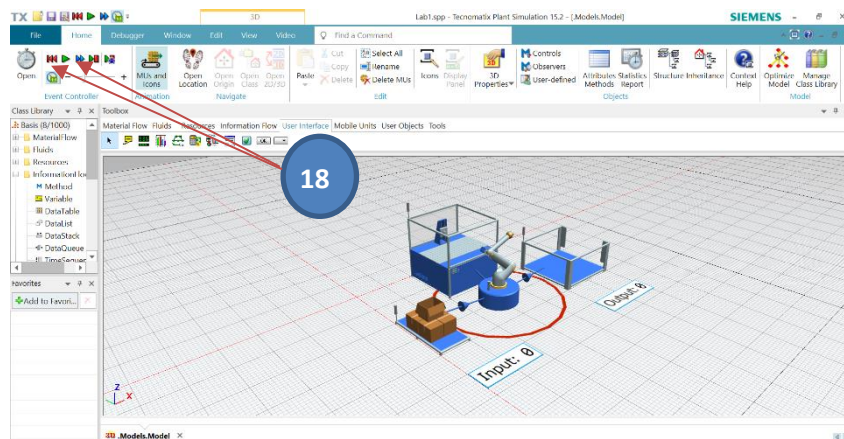 TX 3D Lab1.spp - Tecnomatix Plant Simulation 15.2 - [.Models.Model] SIEMENS
File Home Debugger Window Edit View Video Find a Command
Open
MUs and Icons
Open Location
Open Origin
Open Class
Open 2D/3D
Paste
Cut
Copy
Delete
Select All
Rename
Delete MUs
Icons
Display Panel
3D Properties
Controls
Observers
User-defined
Attributes Methods
Statistics Report
Structure
Inheritance
Context Help
Optimize Model
Manage Class Library
Event Controller Animation Navigate Edit Objects Model
Class Library Toolbox
Basis (B/1000)
MaterialFlow
Fluids
Resources
InformationFlow
Method
Variable
DataTable
DataList
DataStack
DataQueue
Material Flow Fluids Resources Information Flow User Interface Mobile Units User Objects Tools
18
Favorites
Add to Favori...
Output: 0
Input: 0
z
x
3D .Models.Model